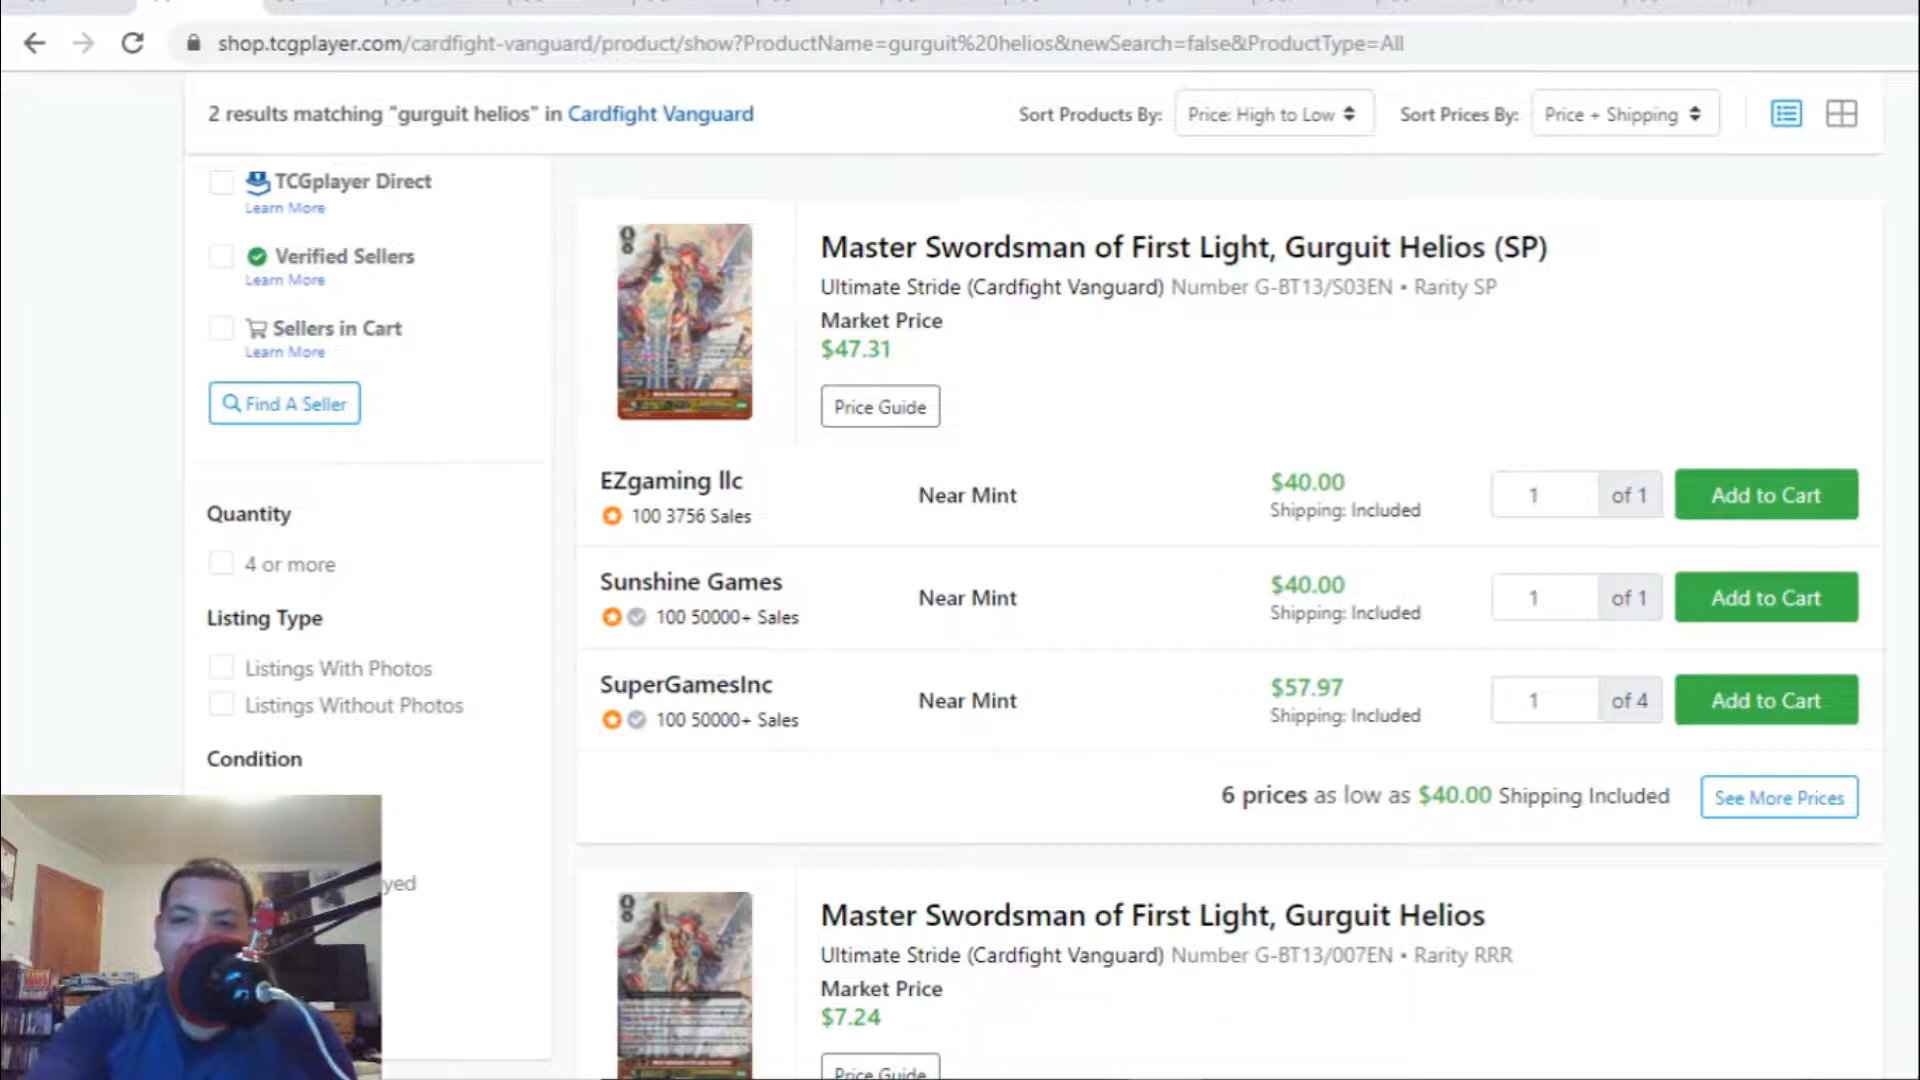 shop.tcgplayer.com/cardfight-vanguard/product/show?ProductName=gurguit%20helios&newSearch=false&ProductType=All
2 results matching "gurguit helios" in Cardfight Vanguard
Sort Products By: Price: High to Low Sort Prices By: Price + Shipping
TCGplayer Direct
Learn More
Verified Sellers
Learn More
Sellers in Cart
Learn More
Find A Seller
Quantity
4 or more
Listing Type
Listings With Photos
Listings Without Photos
Condition
yed
Master Swordsman of First Light, Gurguit Helios (SP)
Ultimate Stride (Cardfight Vanguard) Number G-BT13/S03EN • Rarity SP
Market Price
$47.31
Price Guide
EZgaming llc
100 3756 Sales
Near Mint
$40.00
Shipping: Included
1 of 1
Add to Cart
Sunshine Games
100 50000+ Sales
Near Mint
$40.00
Shipping: Included
1 of 1
Add to Cart
SuperGamesInc
100 50000+ Sales
Near Mint
$57.97
Shipping: Included
1 of 4
Add to Cart
6 prices as low as $40.00 Shipping Included
See More Prices
Master Swordsman of First Light, Gurguit Helios
Ultimate Stride (Cardfight Vanguard) Number G-BT13/007EN • Rarity RRR
Market Price
$7.24
Price Guide